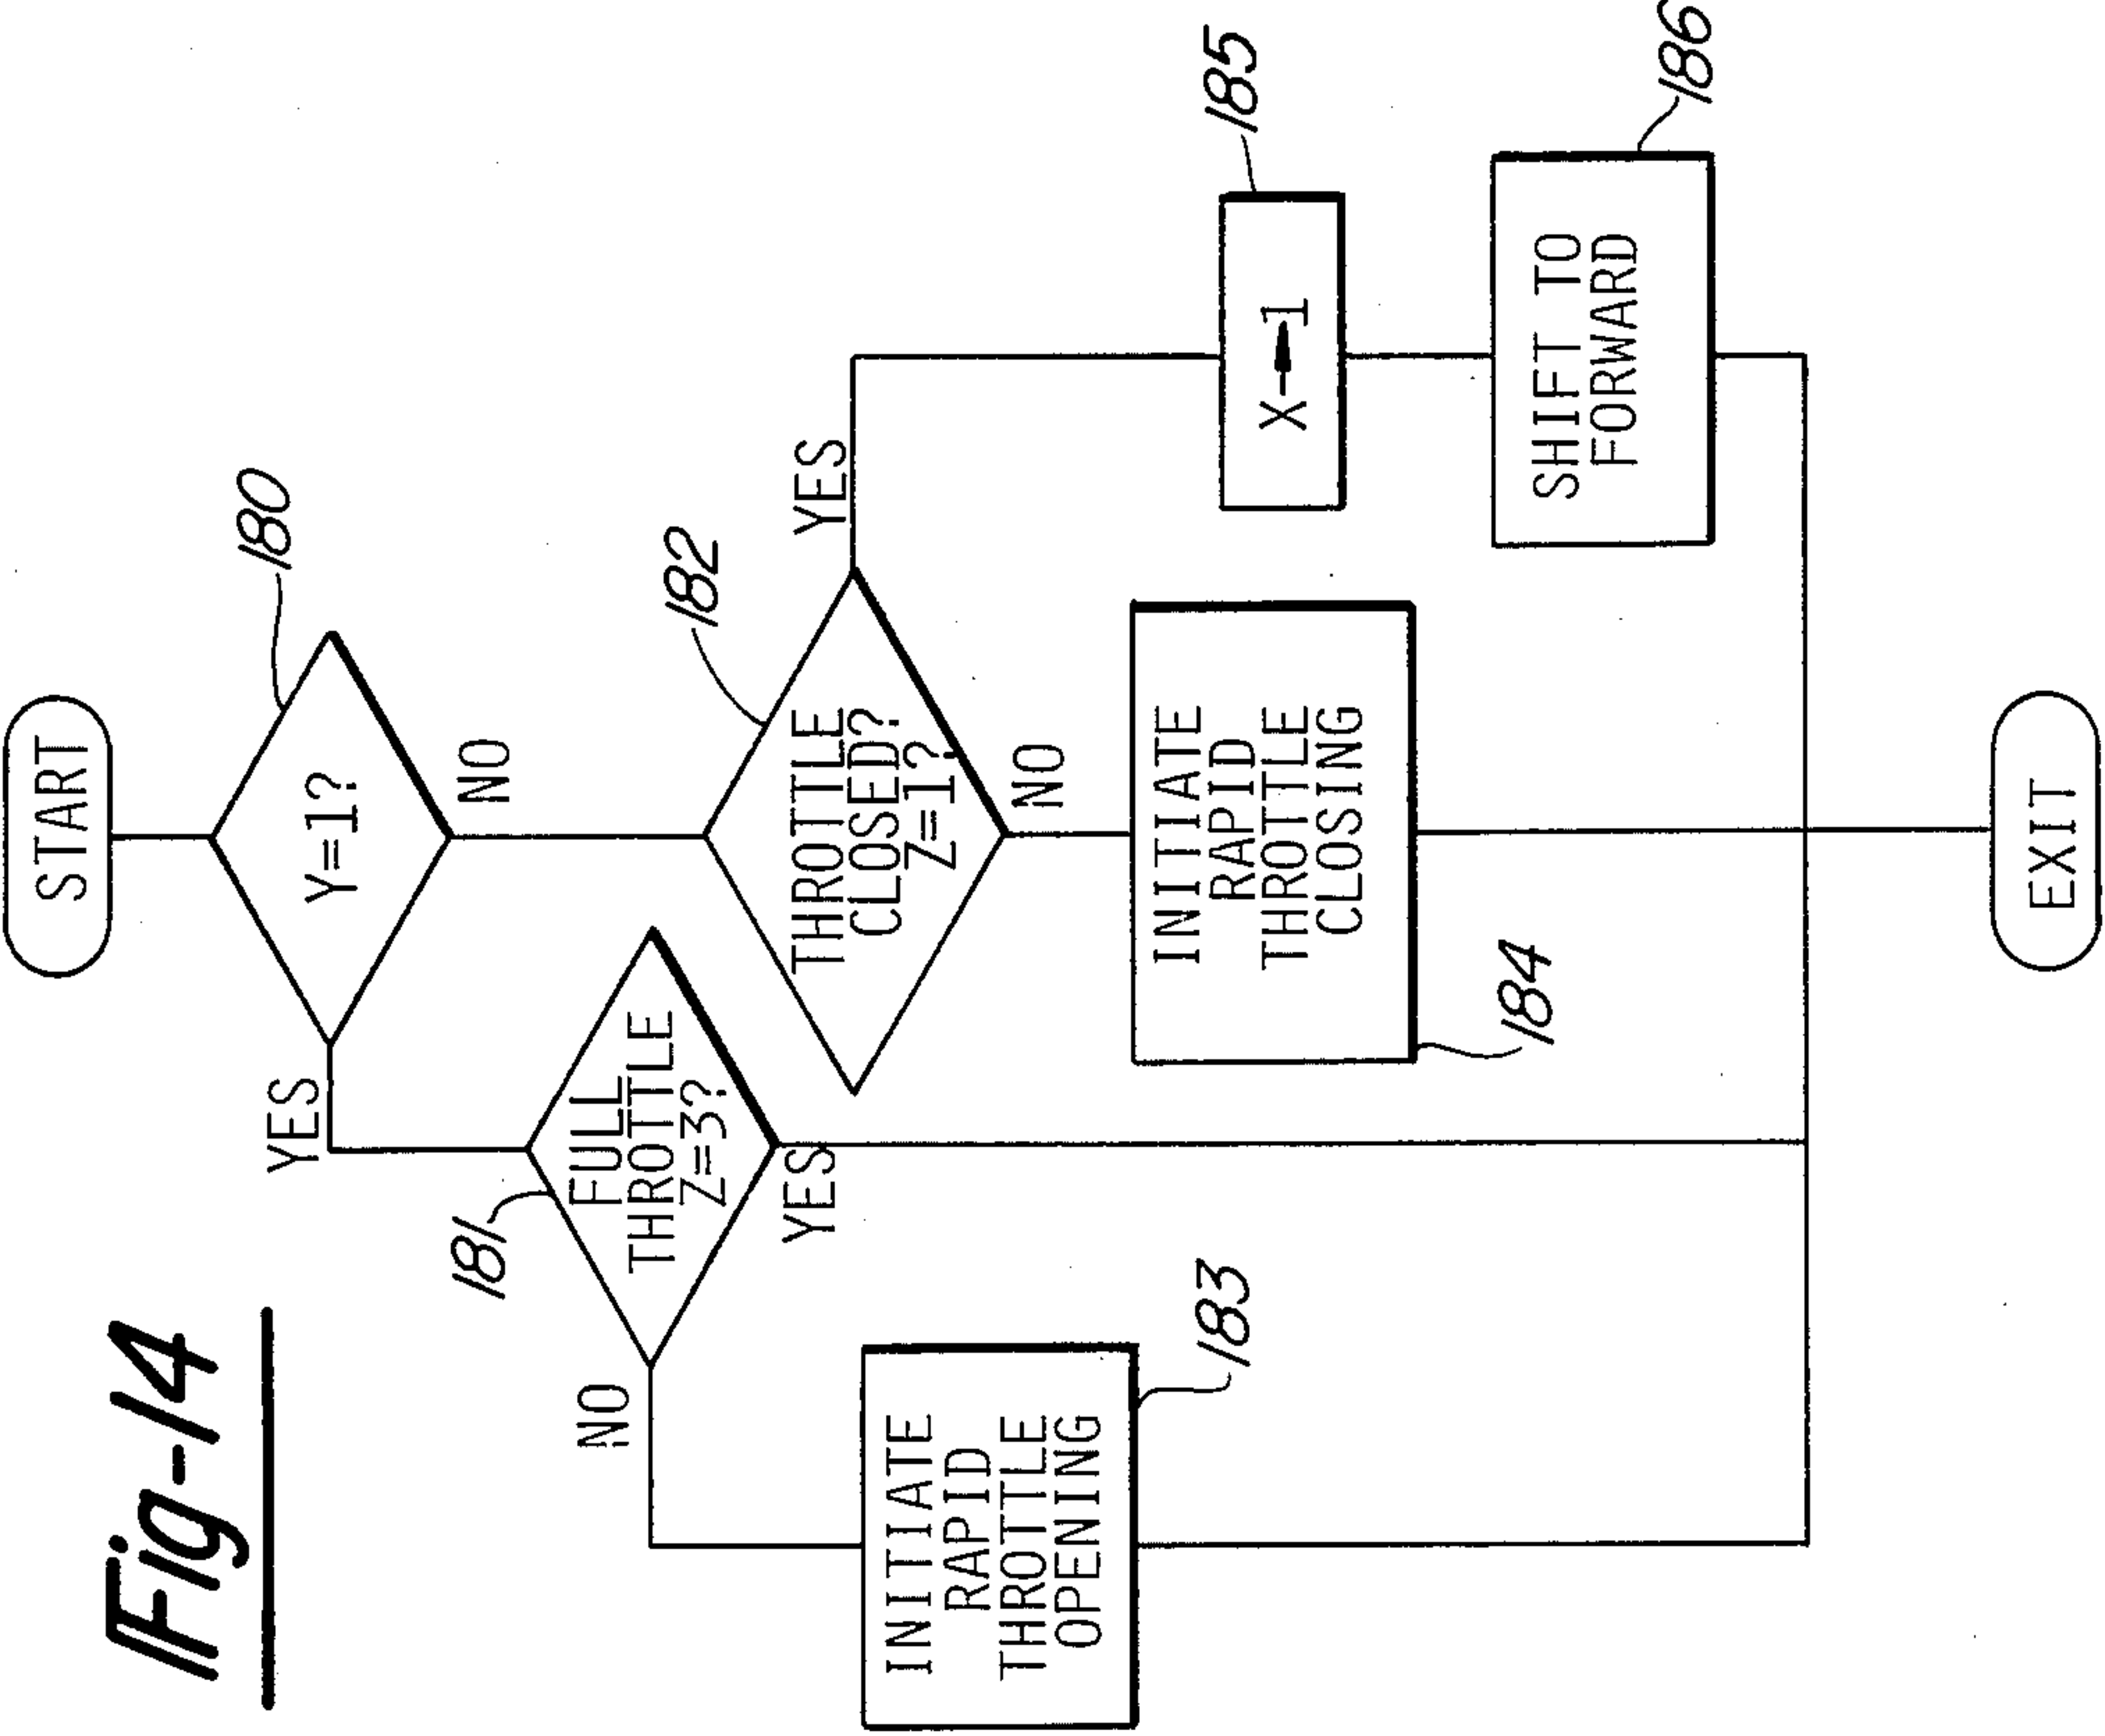 Fig-14
START
180
Y=1?
YES
NO
181
FULL
THROTTLE
Z=3?
NO
YES
182
THROTTLE
CLOSED?
Z=1?
YES
NO
INITIATE
RAPID
THROTTLE
OPENING
183
INITIATE
RAPID
THROTTLE
CLOSING
184
185
X→1
186
SHIFT TO
FORWARD
EXIT